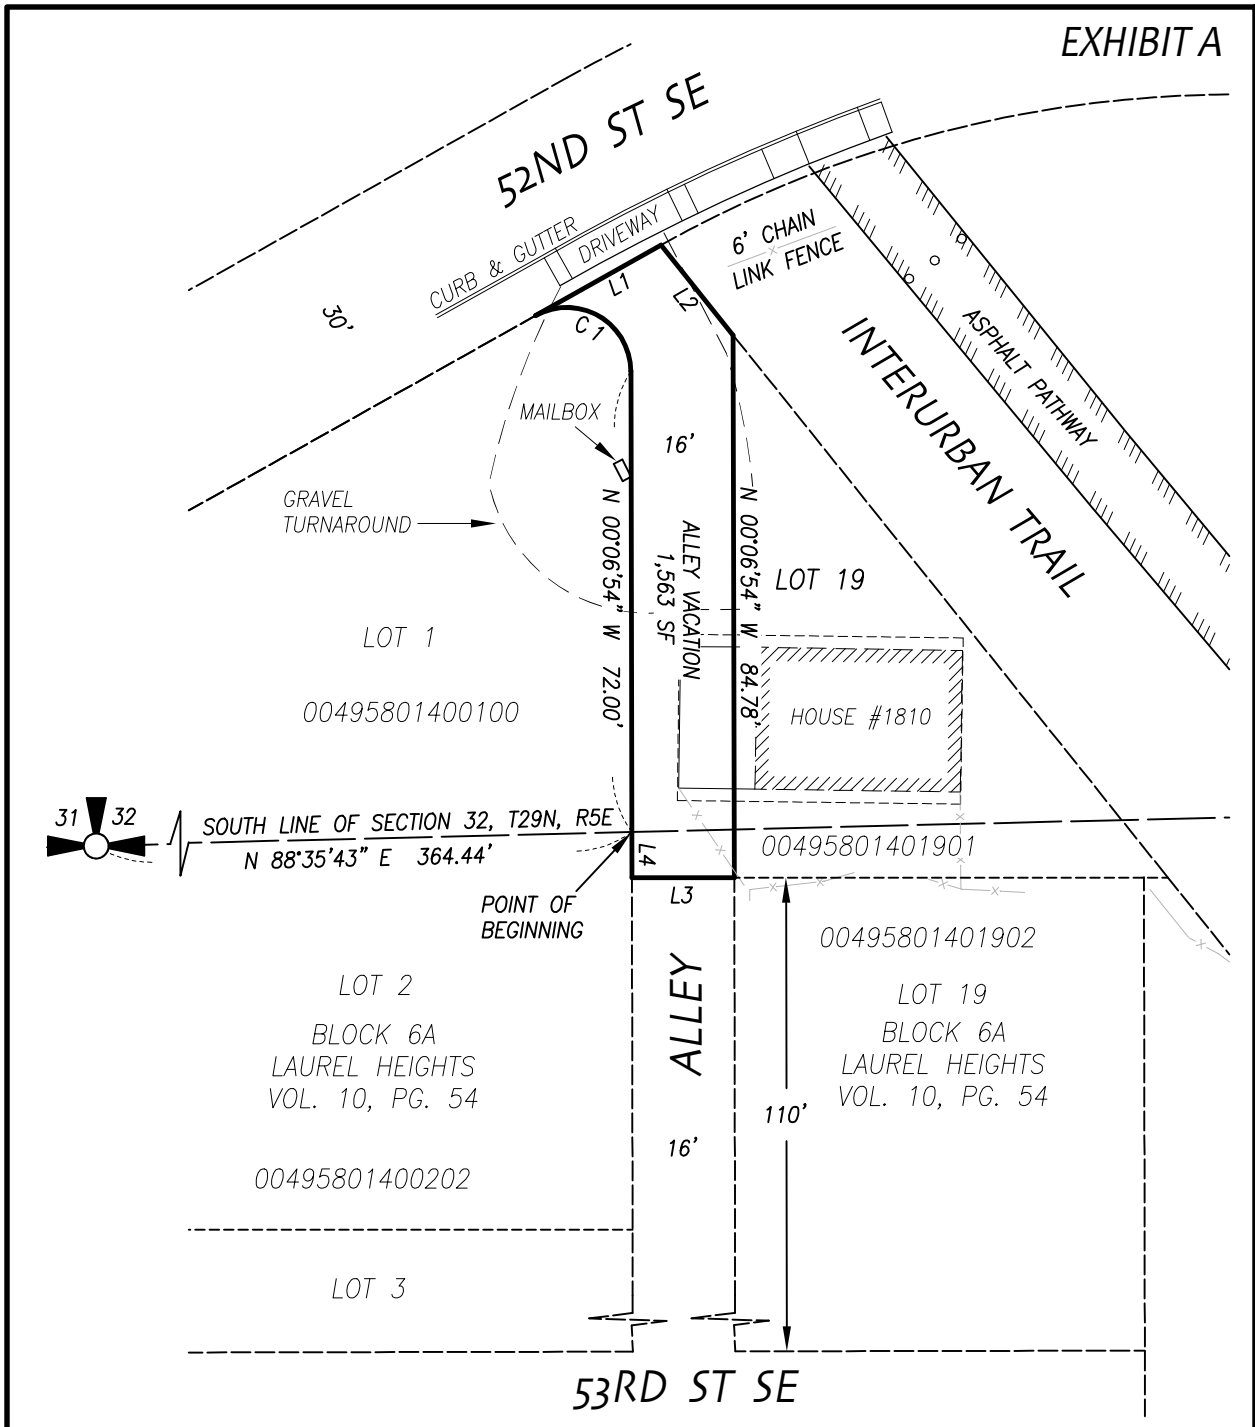 EXHIBIT A
52ND ST SE
CURB & GUTTER
DRIVEWAY
6' CHAIN
LINK FENCE
30'
L1
L2
C1
ASPHALT PATHWAY
INTERURBAN TRAIL
MAILBOX
16'
GRAVEL
TURNAROUND
N 00°06'54" W 72.00'
ALLEY VACATION
1,563 SF
N 00°06'54" W 84.78'
LOT 19
LOT 1
00495801400100
HOUSE #1810
31 32
SOUTH LINE OF SECTION 32, T29N, R5E
N 88°35'43" E 364.44'
L4
00495801401901
L3
POINT OF
BEGINNING
00495801401902
LOT 2
BLOCK 6A
LAUREL HEIGHTS
VOL. 10, PG. 54
ALLEY
LOT 19
BLOCK 6A
LAUREL HEIGHTS
VOL. 10, PG. 54
110'
16'
00495801400202
LOT 3
53RD ST SE